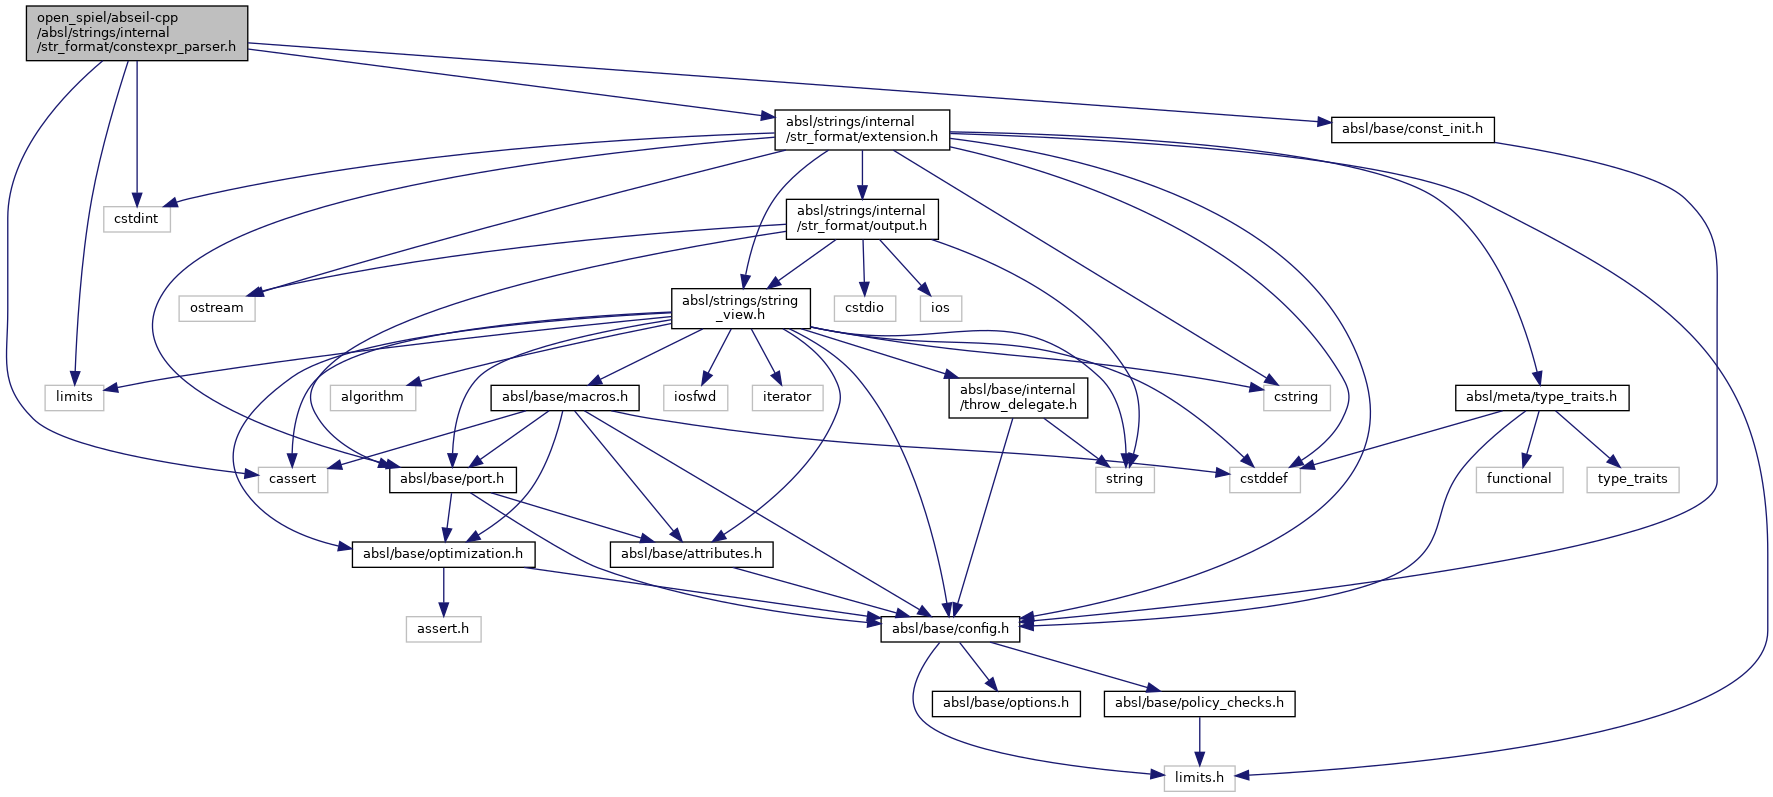 open_spiel/abseil-cpp
/absl/strings/internal
/str_format/constexpr_parser.h
absl/strings/internal
/str_format/extension.h
absl/base/const_init.h
cstdint
absl/strings/internal
/str_format/output.h
ostream
absl/strings/string
_view.h
cstdio
ios
limits
algorithm
absl/base/macros.h
iosfwd
iterator
absl/base/internal
/throw_delegate.h
cstring
absl/meta/type_traits.h
cassert
absl/base/port.h
string
cstddef
functional
type_traits
absl/base/optimization.h
absl/base/attributes.h
assert.h
absl/base/config.h
absl/base/options.h
absl/base/policy_checks.h
limits.h